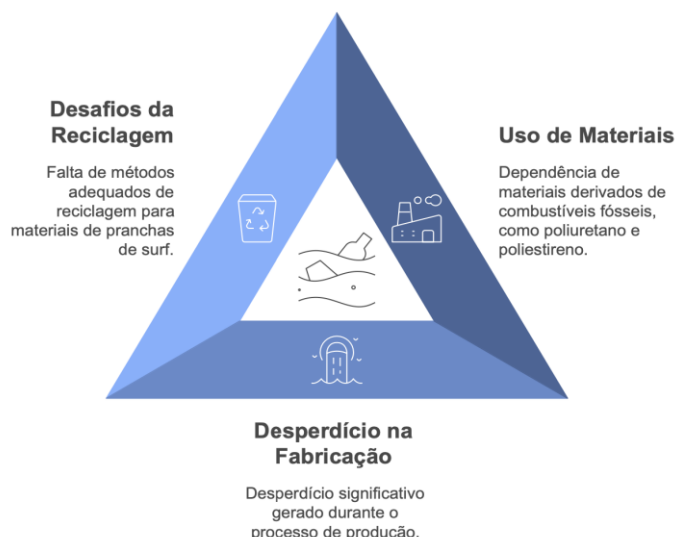 Desafios da
Reciclagem
Falta de métodos
adequados de
reciclagem para
materiais de pranchas
de surf.
Uso de Materiais
Dependência de
materiais derivados de
combustíveis fósseis,
como poliuretano e
poliestireno.
Desperdício na
Fabricação
Desperdício significativo
gerado durante o
processo de produção.